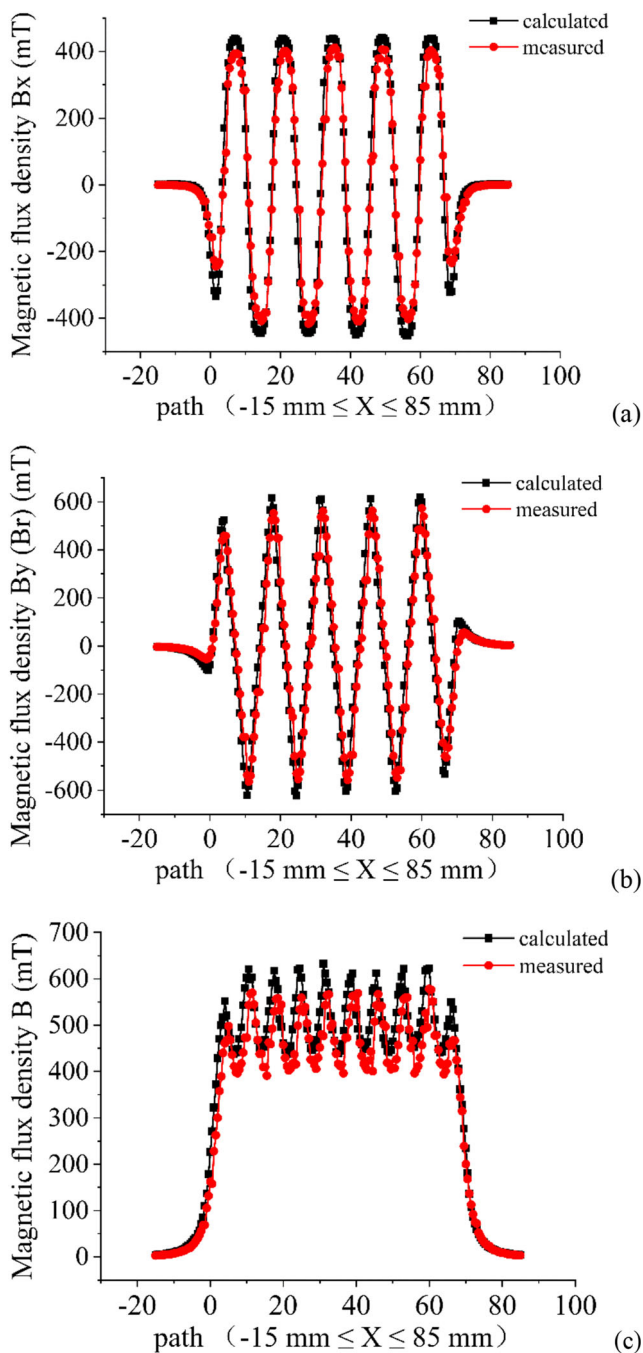 Magnetic flux density Bx (mT)
400
200
0
-200
-400
calculated
measured
-20 0 20 40 60 80 100
path （-15 mm ≤ X ≤ 85 mm）
(a)
Magnetic flux density By (Br) (mT)
600
400
200
0
-200
-400
-600
calculated
measured
-20 0 20 40 60 80 100
path （-15 mm ≤ X ≤ 85 mm）
(b)
Magnetic flux density B (mT)
700
600
500
400
300
200
100
0
calculated
measured
-20 0 20 40 60 80 100
path （-15 mm ≤ X ≤ 85 mm）
(c)